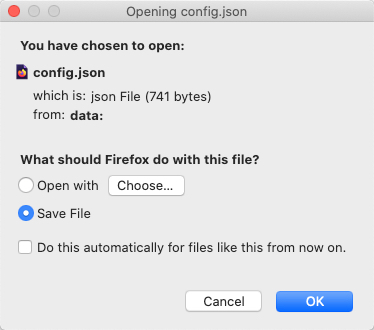 Opening config.json
You have chosen to open:
config.json
which is: json File (741 bytes)
from: data:
What should Firefox do with this file?
Open with Choose...
Save File
Do this automatically for files like this from now on.
Cancel OK